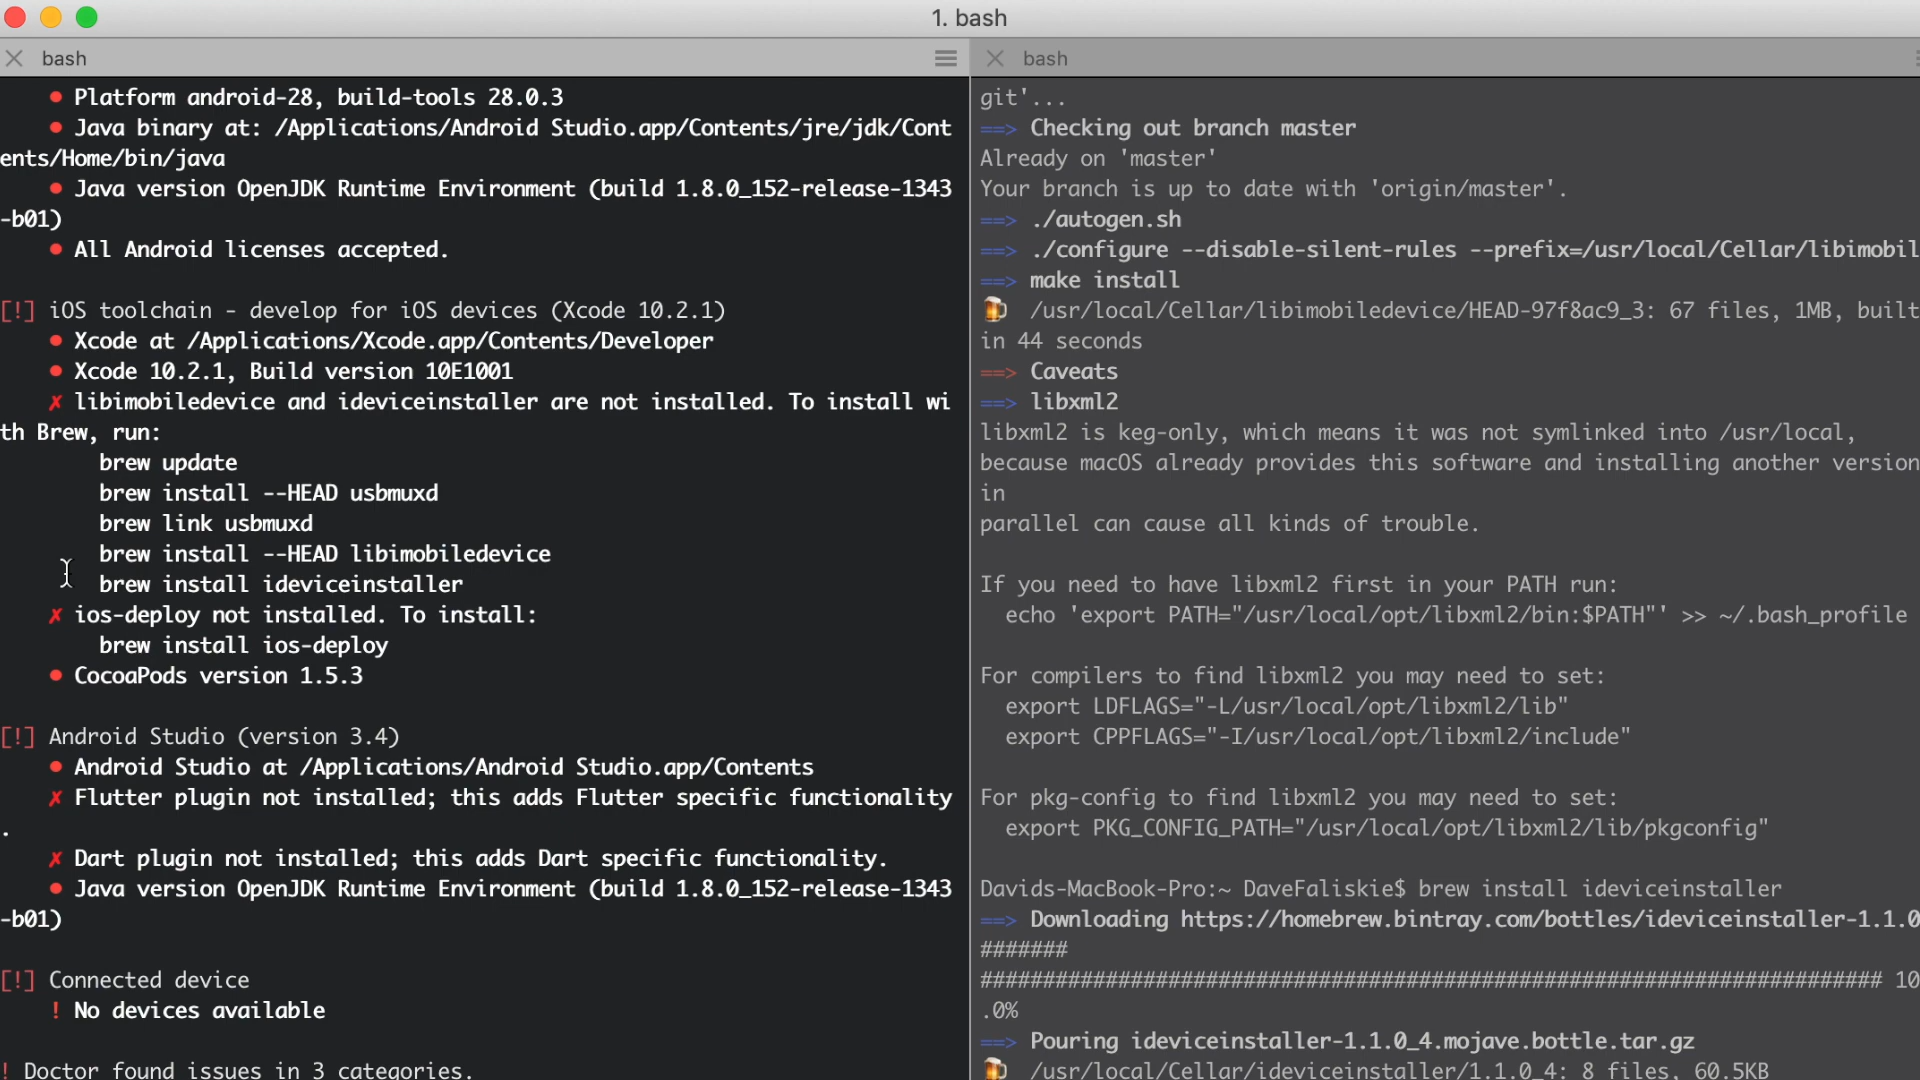 1. bash
bash
Platform android-28, build-tools 28.0.3
Java binary at: /Applications/Android Studio.app/Contents/jre/jdk/Cont
ents/Home/bin/java
Java version OpenJDK Runtime Environment (build 1.8.0_152-release-1343
-b01)
All Android licenses accepted.
[!] iOS toolchain - develop for iOS devices (Xcode 10.2.1)
Xcode at /Applications/Xcode.app/Contents/Developer
Xcode 10.2.1, Build version 10E1001
✗ libimobiledevice and ideviceinstaller are not installed. To install wi
th Brew, run:
brew update
brew install --HEAD usbmuxd
brew link usbmuxd
brew install --HEAD libimobiledevice
brew install ideviceinstaller
✗ ios-deploy not installed. To install:
brew install ios-deploy
CocoaPods version 1.5.3
[!] Android Studio (version 3.4)
Android Studio at /Applications/Android Studio.app/Contents
✗ Flutter plugin not installed; this adds Flutter specific functionality
.
✗ Dart plugin not installed; this adds Dart specific functionality.
Java version OpenJDK Runtime Environment (build 1.8.0_152-release-1343
-b01)
[!] Connected device
! No devices available
! Doctor found issues in 3 categories.
bash
git'...
==> Checking out branch master
Already on 'master'
Your branch is up to date with 'origin/master'.
==> ./autogen.sh
==> ./configure --disable-silent-rules --prefix=/usr/local/Cellar/libimobil
==> make install
/usr/local/Cellar/libimobiledevice/HEAD-97f8ac9_3: 67 files, 1MB, built
in 44 seconds
==> Caveats
==> libxml2
libxml2 is keg-only, which means it was not symlinked into /usr/local,
because macOS already provides this software and installing another version
in
parallel can cause all kinds of trouble.
If you need to have libxml2 first in your PATH run:
echo 'export PATH="/usr/local/opt/libxml2/bin:$PATH"' >> ~/.bash_profile
For compilers to find libxml2 you may need to set:
export LDFLAGS="-L/usr/local/opt/libxml2/lib"
export CPPFLAGS="-I/usr/local/opt/libxml2/include"
For pkg-config to find libxml2 you may need to set:
export PKG_CONFIG_PATH="/usr/local/opt/libxml2/lib/pkgconfig"
Davids-MacBook-Pro:~ DaveFaliskie$ brew install ideviceinstaller
==> Downloading https://homebrew.bintray.com/bottles/ideviceinstaller-1.1.0
#######
######################################################################## 10
.0%
==> Pouring ideviceinstaller-1.1.0_4.mojave.bottle.tar.gz
/usr/local/Cellar/ideviceinstaller/1.1.0_4: 8 files, 60.5KB